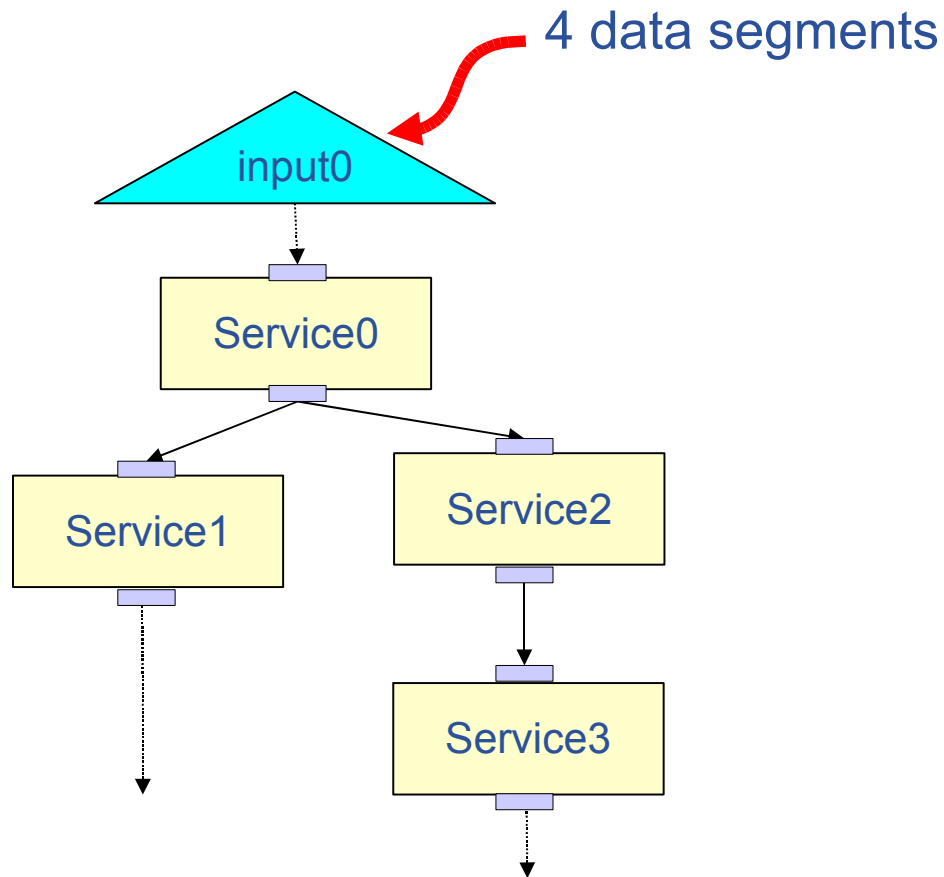 4 data segments
input0
Service0
Service2
Service1
Service3